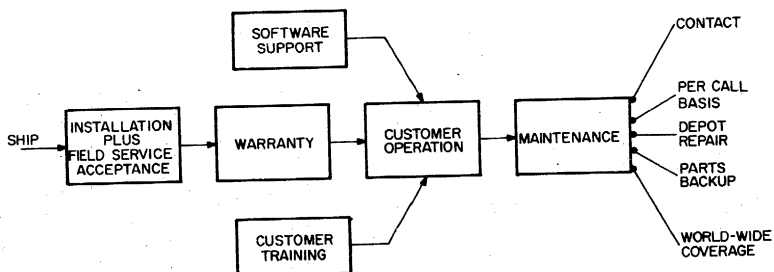 SOFTWARE
SUPPORT
SHIP
INSTALLATION
PLUS
FIELD SERVICE
ACCEPTANCE
WARRANTY
CUSTOMER
OPERATION
MAINTENANCE
CUSTOMER
TRAINING
CONTACT
PER CALL
BASIS
DEPOT
REPAIR
PARTS
BACKUP
WORLD-WIDE
COVERAGE